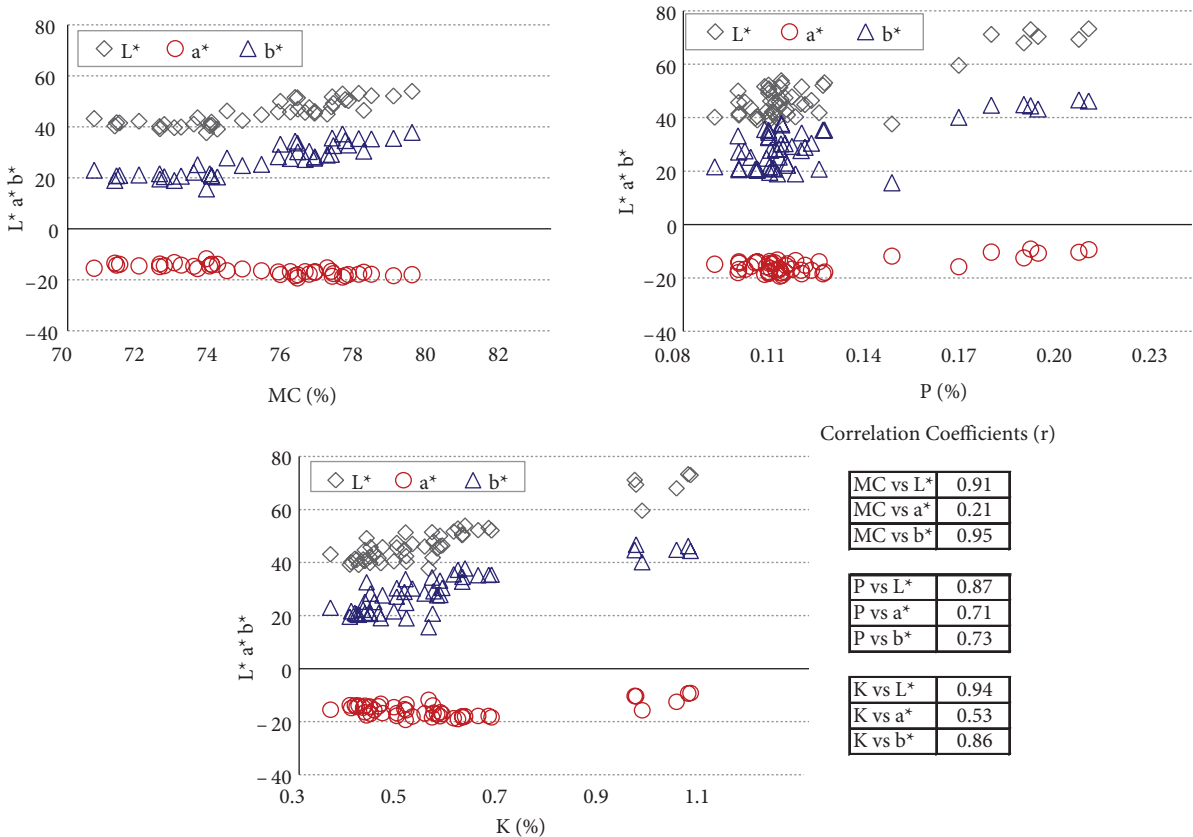 80
60
40
20
0
−20
−40
L* a* b*
L* a* b*
70 72 74 76 78 80 82
MC (%)
80
60
40
20
0
−20
−40
L* a* b*
L* a* b*
0.08 0.11 0.14 0.17 0.20 0.23
P (%)
80
60
40
20
0
−20
−40
L* a* b*
L* a* b*
0.3 0.5 0.7 0.9 1.1
K (%)
Correlation Coefficients (r)
MC vs L* 0.91
MC vs a* 0.21
MC vs b* 0.95
P vs L* 0.87
P vs a* 0.71
P vs b* 0.73
K vs L* 0.94
K vs a* 0.53
K vs b* 0.86